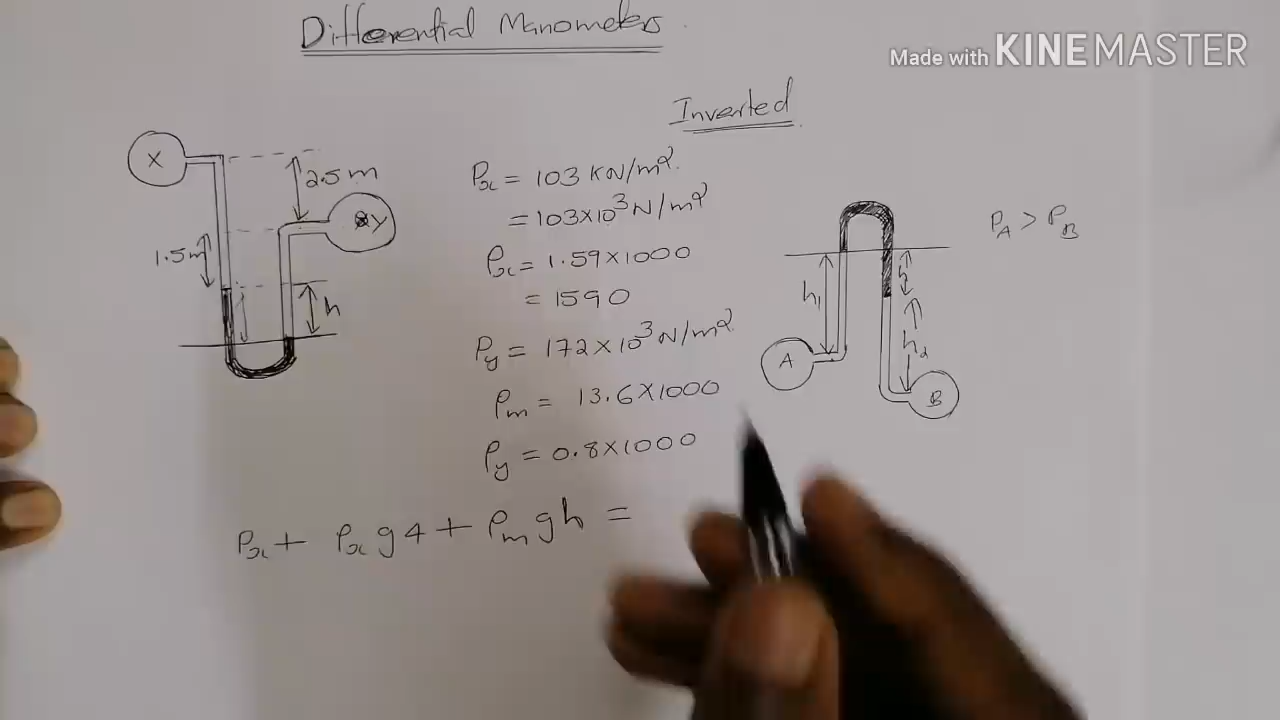 Differential Manometers
Made with KINEMASTER
Inverted
X
2.5 m
y
1.5m
h
Px = 103 KN/m²
= 103×10³ N/m²
ρx = 1.59×1000
= 1590
Py = 172×10³ N/m²
ρm = 13.6×1000
ρy = 0.8×1000
Px + ρx g 4 + ρm g h =
PA > PB
h₁
h
h₂
A
B